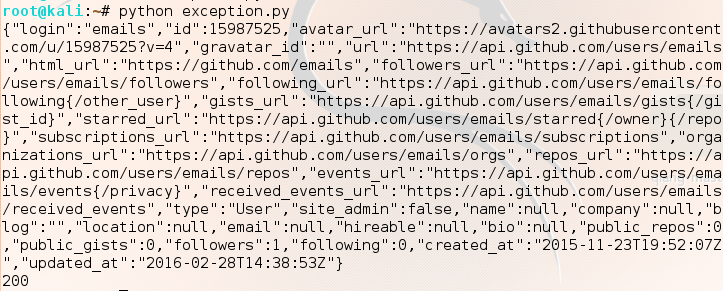 root@kali:~# python exception.py
{"login":"emails","id":15987525,"avatar_url":"https://avatars2.githubusercontent
.com/u/15987525?v=4","gravatar_id":"","url":"https://api.github.com/users/emails
","html_url":"https://github.com/emails","followers_url":"https://api.github.com
/users/emails/followers","following_url":"https://api.github.com/users/emails/fo
llowing{/other_user}","gists_url":"https://api.github.com/users/emails/gists{/gi
st_id}","starred_url":"https://api.github.com/users/emails/starred{/owner}{/repo
}","subscriptions_url":"https://api.github.com/users/emails/subscriptions","orga
nizations_url":"https://api.github.com/users/emails/orgs","repos_url":"https://a
pi.github.com/users/emails/repos","events_url":"https://api.github.com/users/ema
ils/events{/privacy}","received_events_url":"https://api.github.com/users/emails
/received_events","type":"User","site_admin":false,"name":null,"company":null,"b
log":"","location":null,"email":null,"hireable":null,"bio":null,"public_repos":0
,"public_gists":0,"followers":1,"following":0,"created_at":"2015-11-23T19:52:07Z
","updated_at":"2016-02-28T14:38:53Z"}
200